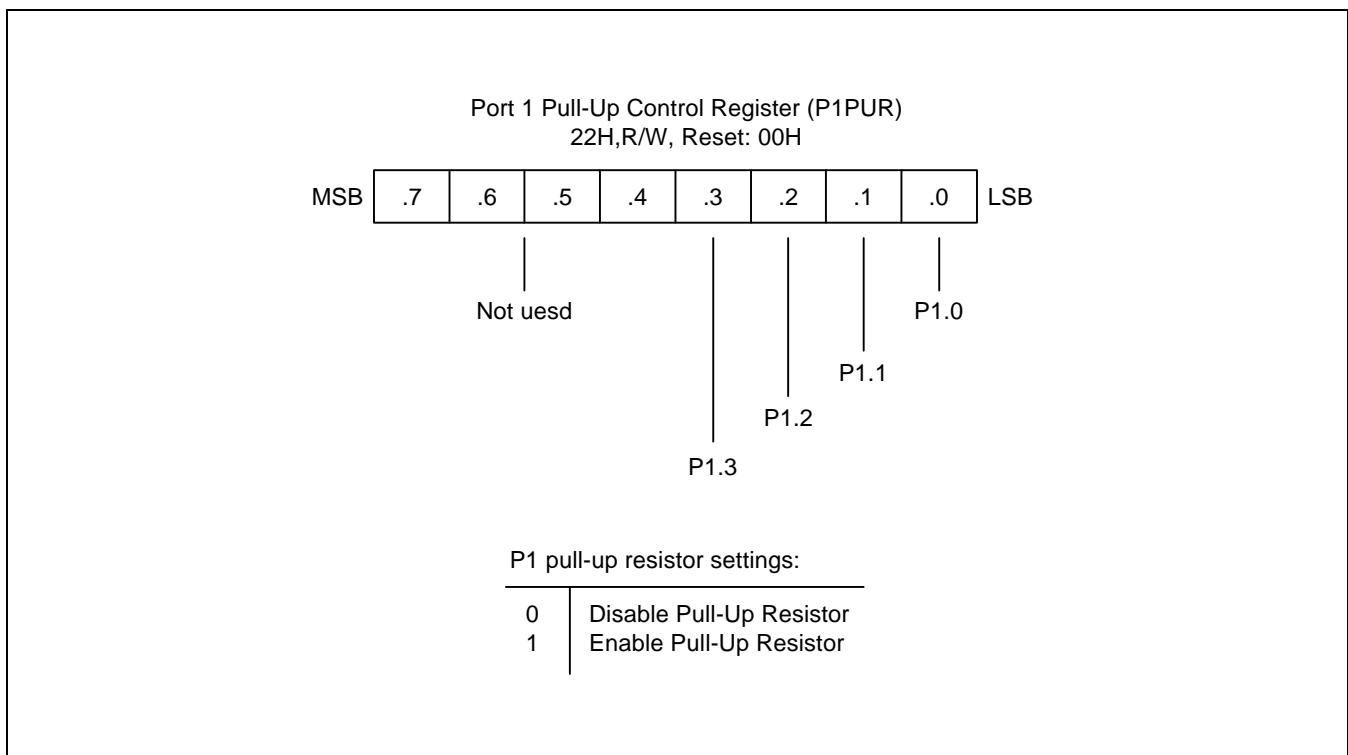 Port 1 Pull-Up Control Register (P1PUR)
22H,R/W, Reset: 00H
MSB .7 .6 .5 .4 .3 .2 .1 .0 LSB
Not uesd
P1.0
P1.1
P1.2
P1.3
P1 pull-up resistor settings:
0 Disable Pull-Up Resistor
1 Enable Pull-Up Resistor